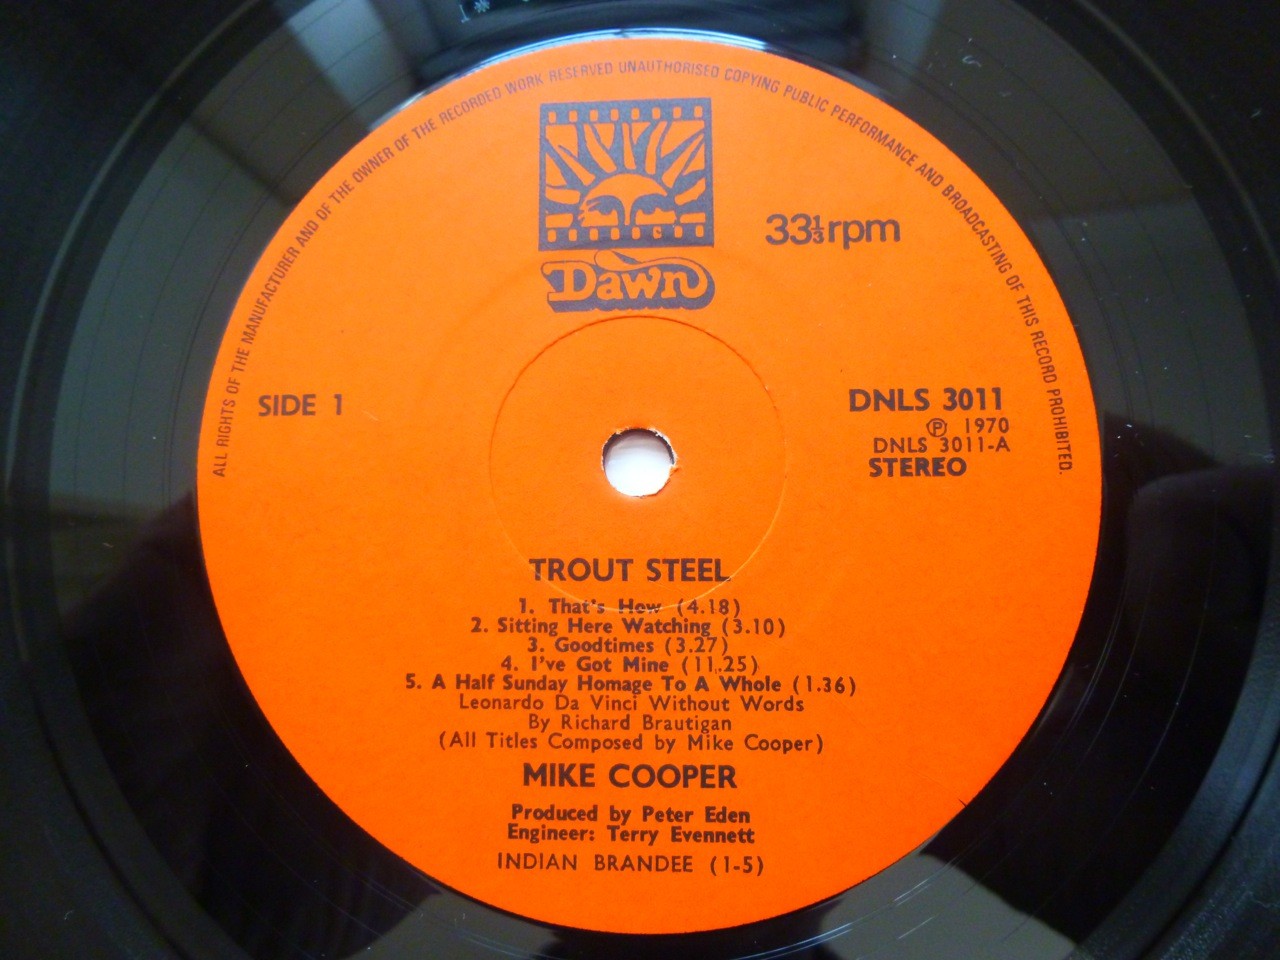 ALL RIGHTS OF THE MANUFACTURER AND OF THE OWNER OF THE RECORDED WORK RESERVED UNAUTHORISED COPYING PUBLIC PERFORMANCE AND BROADCASTING OF THIS RECORD PROHIBITED.
Dawn
33⅓rpm
SIDE 1
DNLS 3011
Ⓟ 1970
DNLS 3011-A
STEREO
TROUT STEEL
1. That's How (4.18)
2. Sitting Here Watching (3.10)
3. Goodtimes (3.27)
4. I've Got Mine (11.25)
5. A Half Sunday Homage To A Whole (1.36)
Leonardo Da Vinci Without Words
By Richard Brautigan
(All Titles Composed by Mike Cooper)
MIKE COOPER
Produced by Peter Eden
Engineer: Terry Evennett
INDIAN BRANDEE (1-5)